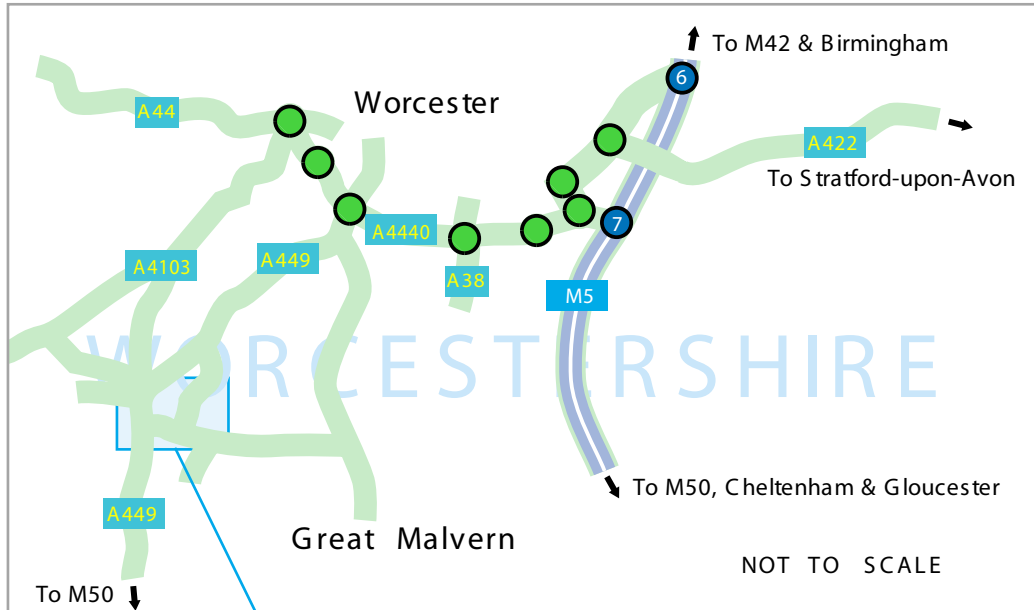 To M42 & Birmingham
6
Worcester
A44
A422
To Stratford-upon-Avon
A4440
7
A449
A4103
A38
M5
WORCESTERSHIRE
To M50, Cheltenham & Gloucester
A449
Great Malvern
NOT TO SCALE
To M50